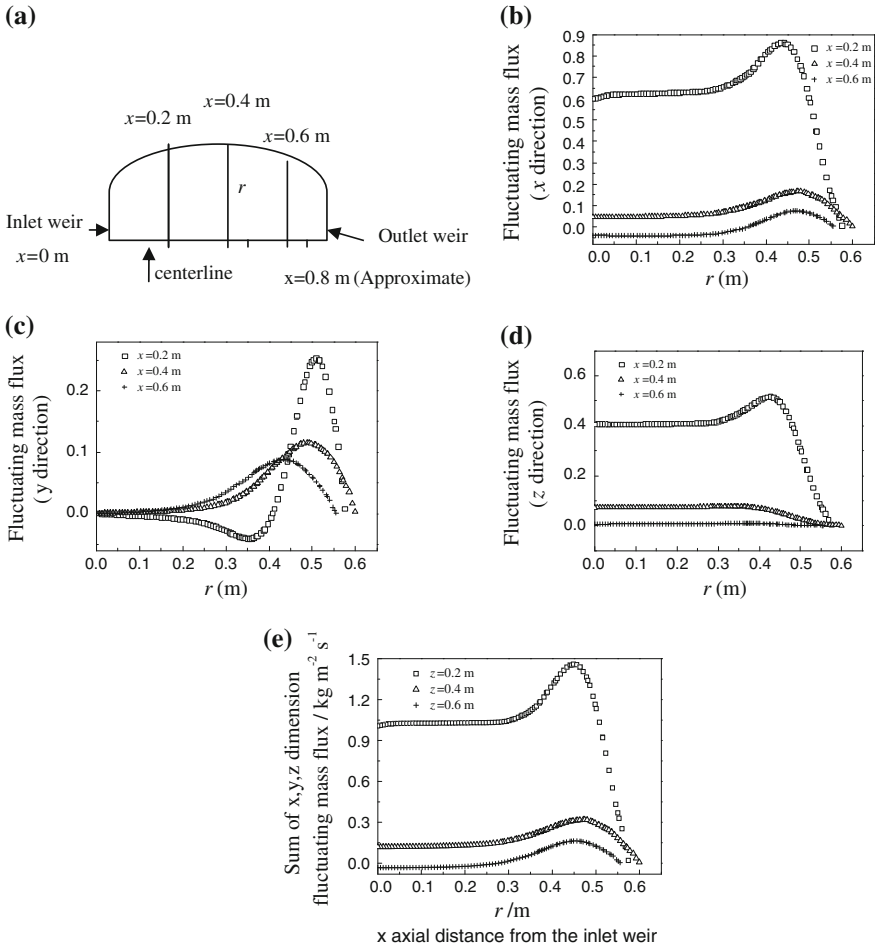 (a)
x=0.2 m
x=0.4 m
x=0.6 m
r
Inlet weir
x=0 m
Outlet weir
centerline
x=0.8 m (Approximate)
(b)
Fluctuating mass flux
( x direction)
0.9
0.8
0.7
0.6
0.5
0.4
0.3
0.2
0.1
0.0
x=0.2 m
x=0.4 m
x=0.6 m
0.0 0.1 0.2 0.3 0.4 0.5 0.6
r (m)
(c)
Fluctuating mass flux
( y direction)
0.2
0.1
0.0
x=0.2 m
x=0.4 m
x=0.6 m
0.0 0.1 0.2 0.3 0.4 0.5 0.6
r (m)
(d)
Fluctuating mass flux
(z direction)
0.6
0.4
0.2
0.0
x=0.2 m
x=0.4 m
x=0.6 m
0.0 0.1 0.2 0.3 0.4 0.5 0.6
r (m)
(e)
Sum of x,y,z dimension
fluctuating mass flux / kg m-2 s-1
1.5
1.2
0.9
0.6
0.3
0.0
z=0.2 m
z=0.4 m
z=0.6 m
0.0 0.1 0.2 0.3 0.4 0.5 0.6
r /m
x axial distance from the inlet weir